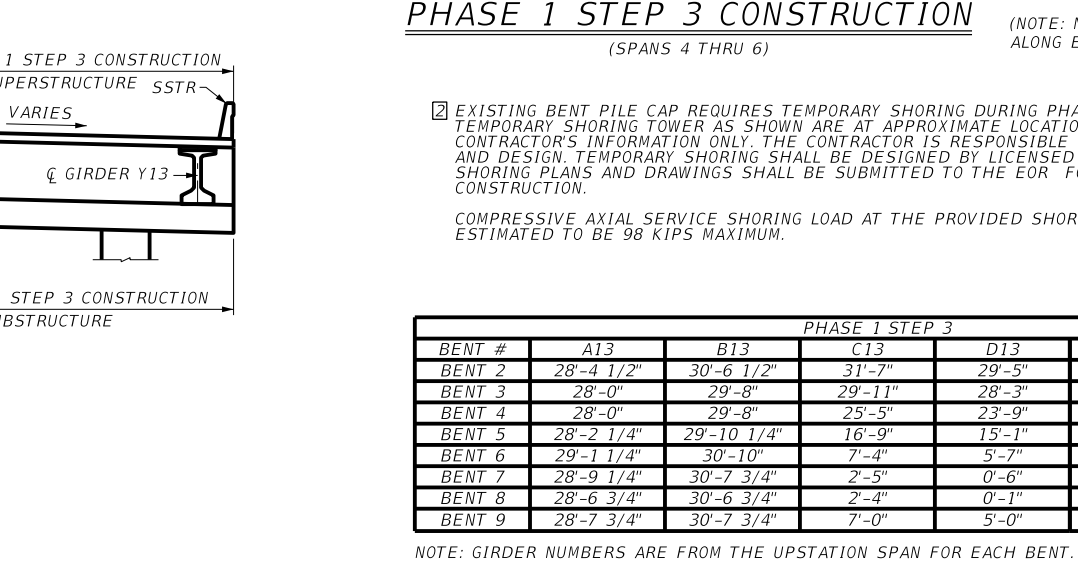 PHASE 1 STEP 3 CONSTRUCTION
(SPANS 4 THRU 6)
(NOTE:
ALONG
1 STEP 3 CONSTRUCTION
SSTR
VARIES
℄ GIRDER Y13
STEP 3 CONSTRUCTION
2 EXISTING BENT PILE CAP REQUIRES TEMPORARY SHORING DURING
TEMPORARY SHORING TOWER AS SHOWN ARE AT APPROXIMATE
CONTRACTOR'S INFORMATION ONLY. THE CONTRACTOR IS RESPONSIBLE
AND DESIGN. TEMPORARY SHORING SHALL BE DESIGNED BY LICENSED
SHORING PLANS AND DRAWINGS SHALL BE SUBMITTED TO THE EOR
CONSTRUCTION.
COMPRESSIVE AXIAL SERVICE SHORING LOAD AT THE PROVIDED
ESTIMATED TO BE 98 KIPS MAXIMUM.
PHASE 1 STEP 3
BENT # A13 B13 C13 D13
BENT 2 28'-4 1/2" 30'-6 1/2" 31'-7" 29'-5"
BENT 3 28'-0" 29'-8" 29'-11" 28'-3"
BENT 4 28'-0" 29'-8" 25'-5" 23'-9"
BENT 5 28'-2 1/4" 29'-10 1/4" 16'-9" 15'-1"
BENT 6 29'-1 1/4" 30'-10" 7'-4" 5'-7"
BENT 7 28'-9 1/4" 30'-7 3/4" 2'-5" 0'-6"
BENT 8 28'-6 3/4" 30'-6 3/4" 2'-4" 0'-1"
BENT 9 28'-7 3/4" 30'-7 3/4" 7'-0" 5'-0"
NOTE: GIRDER NUMBERS ARE FROM THE UPSTATION SPAN FOR EACH BENT.